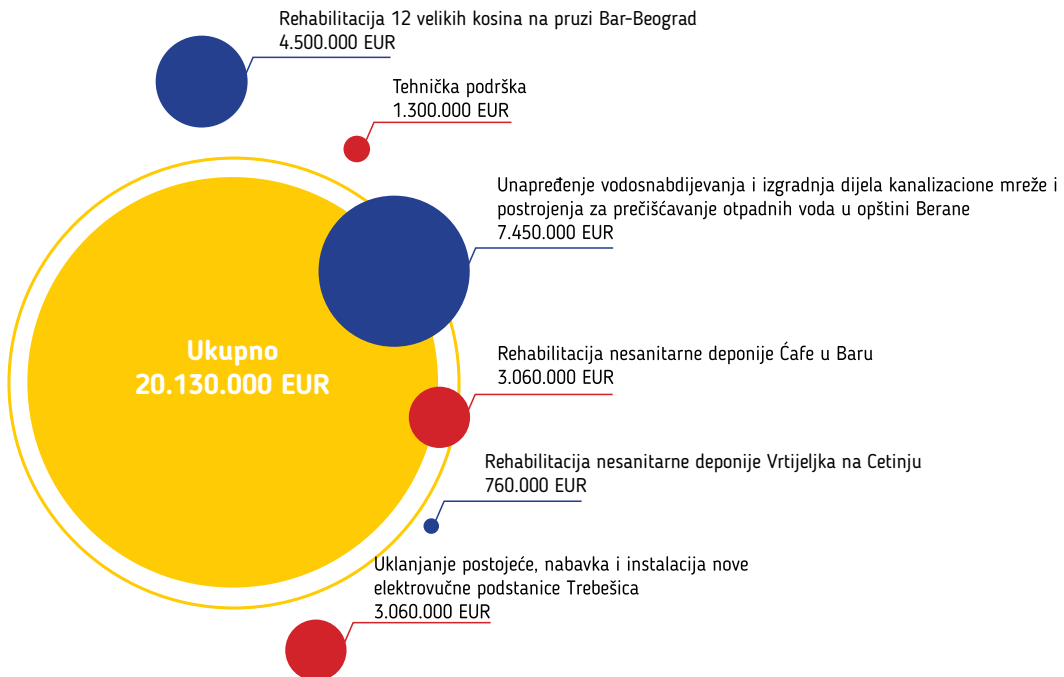 Rehabilitacija 12 velikih kosina na pruzi Bar-Beograd
4.500.000 EUR
Tehnička podrška
1.300.000 EUR
Unapređenje vodosnabdijevanja i izgradnja dijela kanalizacione mreže i
postrojenja za prečišćavanje otpadnih voda u opštini Berane
7.450.000 EUR
Ukupno
20.130.000 EUR
Rehabilitacija nesanitarne deponije Ćafe u Baru
3.060.000 EUR
Rehabilitacija nesanitarne deponije Vrtijeljka na Cetinju
760.000 EUR
Uklanjanje postojeće, nabavka i instalacija nove
elektrovučne podstanice Trebešica
3.060.000 EUR